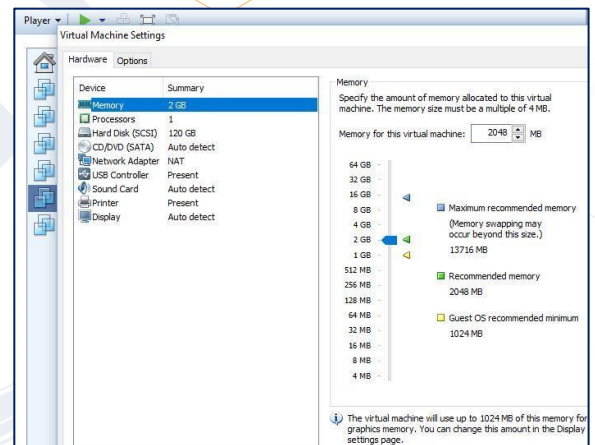 Player
Virtual Machine Settings
Hardware Options
Device Summary
Memory 2 GB
Processors 1
Hard Disk (SCSI) 120 GB
CD/DVD (SATA) Auto detect
Network Adapter NAT
USB Controller Present
Sound Card Auto detect
Printer Present
Display Auto detect
Memory
Specify the amount of memory allocated to this virtual
machine. The memory size must be a multiple of 4 MB.
Memory for this virtual machine: 2048 MB
64 GB
32 GB
16 GB
8 GB
4 GB
2 GB
1 GB
512 MB
256 MB
128 MB
64 MB
32 MB
16 MB
8 MB
4 MB
Maximum recommended memory
(Memory swapping may
occur beyond this size.)
13716 MB
Recommended memory
2048 MB
Guest OS recommended minimum
1024 MB
The virtual machine will use up to 1024 MB of this memory for
graphics memory. You can change this amount in the Display
settings page.